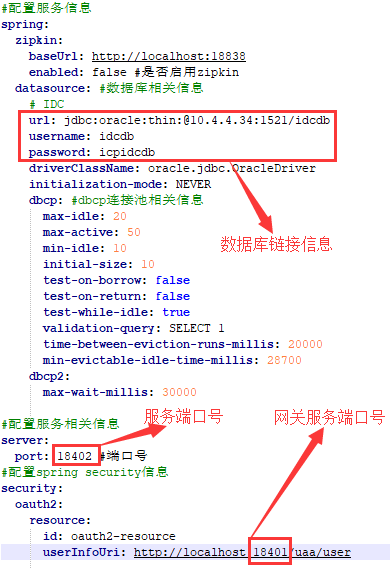 #配置服务信息
spring:
zipkin:
baseUrl: http://localhost:18838
enabled: false #是否启用zipkin
datasource: #数据库相关信息
# IDC
url: jdbc:oracle:thin:@10.4.4.34:1521/idcdb
username: idcdb
password: icpidcdb
driverClassName: oracle.jdbc.OracleDriver
initialization-mode: NEVER
dbcp: #dbcp连接池相关信息
max-idle: 20
max-active: 50
min-idle: 10
initial-size: 10
test-on-borrow: false
test-on-return: false
test-while-idle: true
validation-query: SELECT 1
time-between-eviction-runs-millis: 20000
min-evictable-idle-time-millis: 28700
dbcp2:
max-wait-millis: 30000
数据库链接信息
#配置服务相关信息
服务端口号
网关服务端口号
server:
port: 18402 #端口号
#配置spring security信息
security:
oauth2:
resource:
id: oauth2-resource
userInfoUri: http://localhost:18401/uaa/user